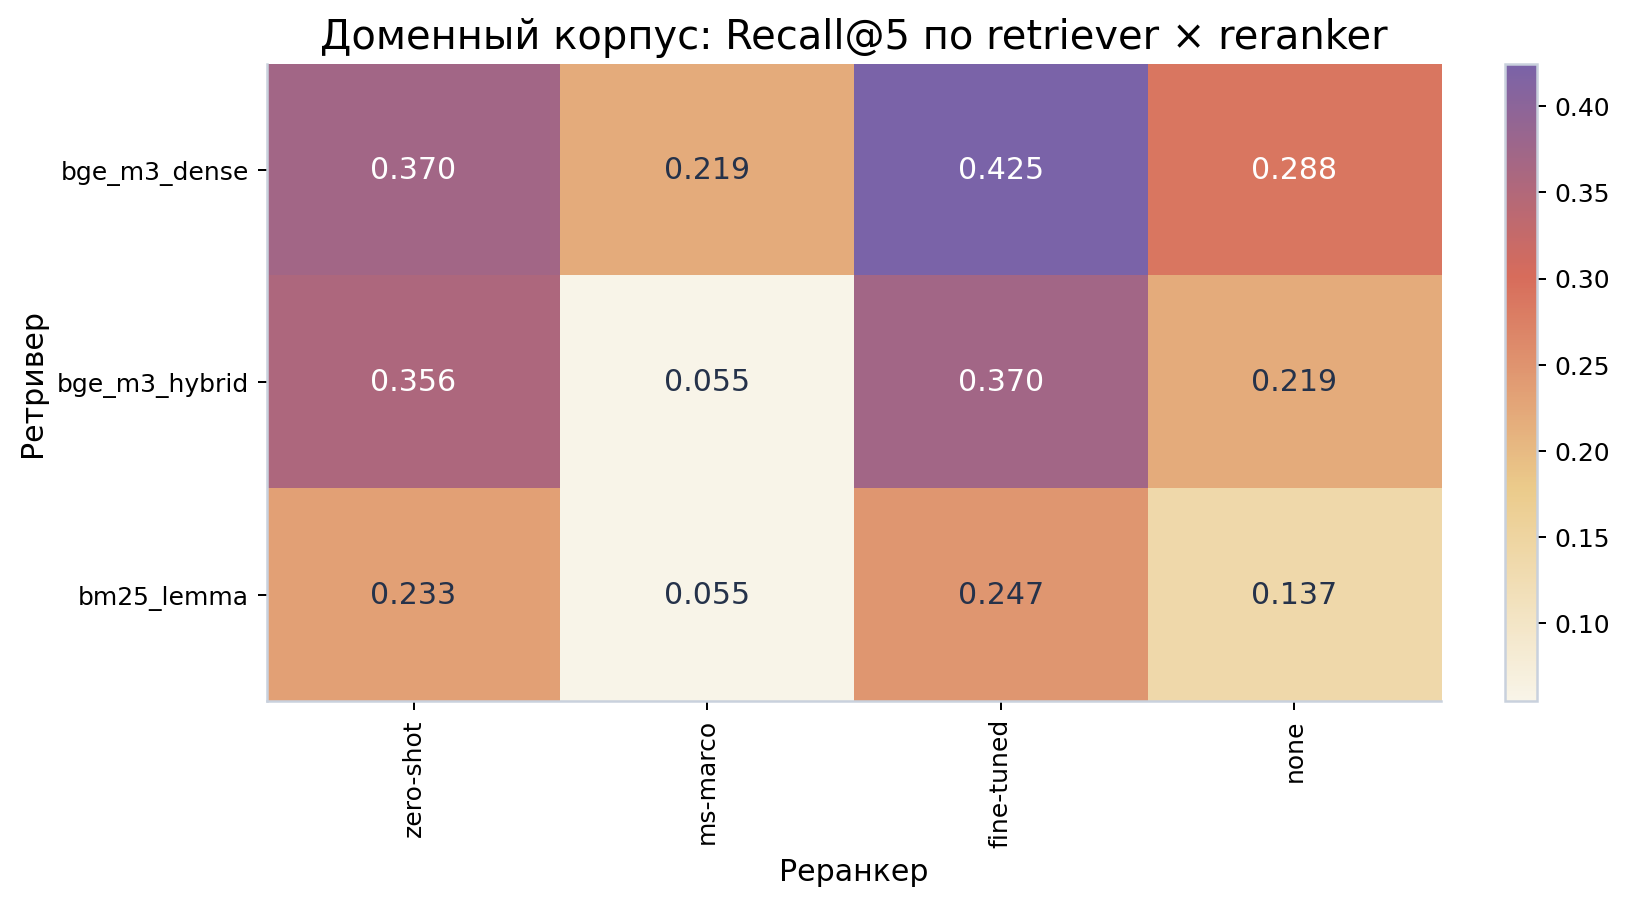 Доменный корпус: Recall@5 по retriever × reranker
Ретривер
bge_m3_dense
0.370 0.219 0.425 0.288
bge_m3_hybrid
0.356 0.055 0.370 0.219
bm25_lemma
0.233 0.055 0.247 0.137
zero-shot ms-marco fine-tuned none
Реранкер
0.40
0.35
0.30
0.25
0.20
0.15
0.10